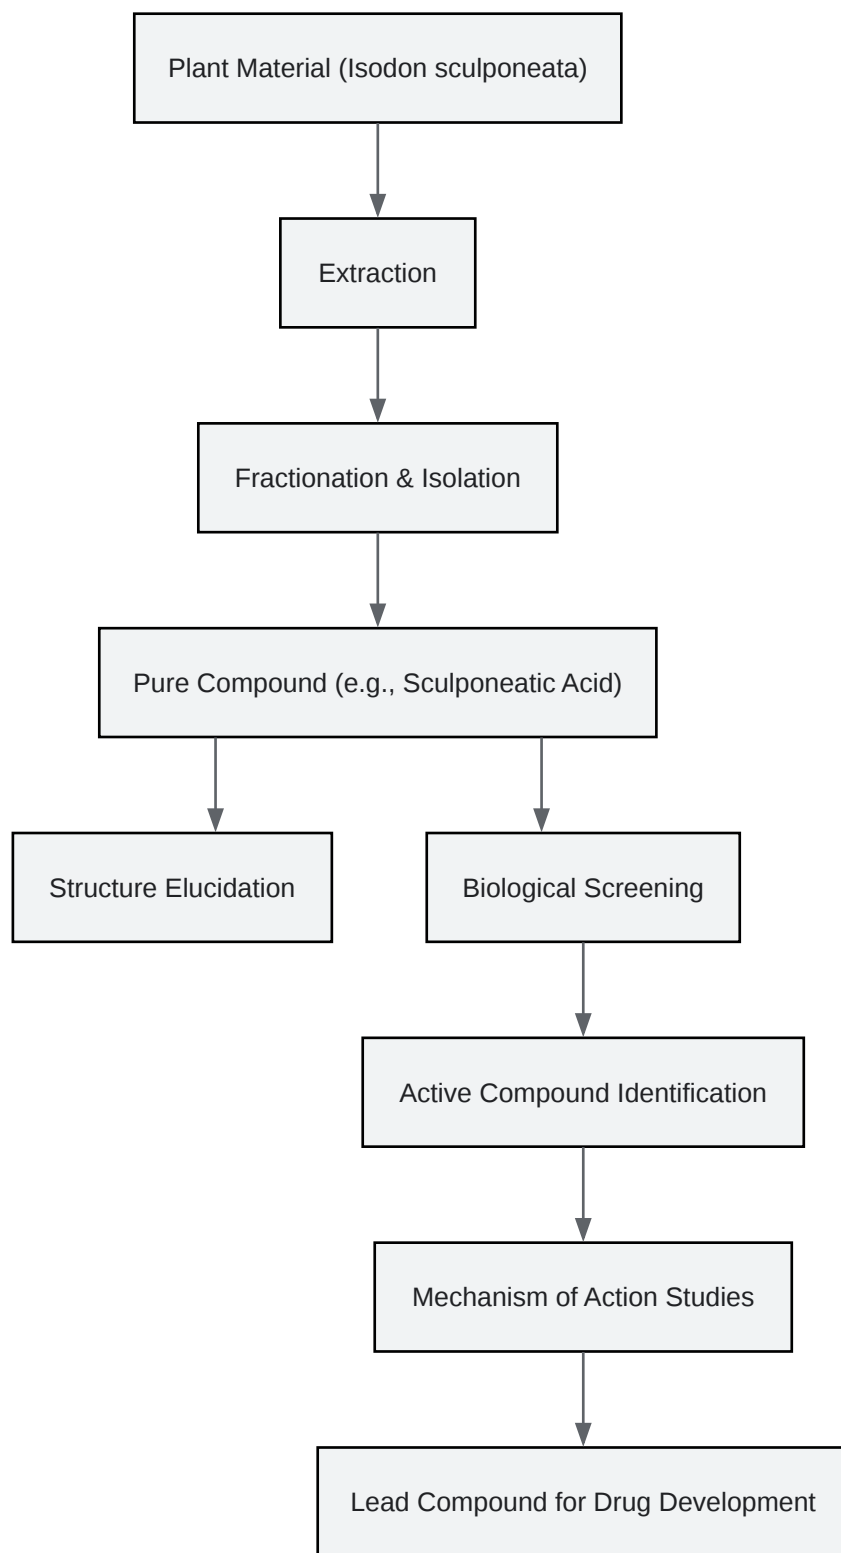 Plant Material (Isodon sculponeata)
Extraction
Fractionation & Isolation
Pure Compound (e.g., Sculponeatic Acid)
Structure Elucidation
Biological Screening
Active Compound Identification
Mechanism of Action Studies
Lead Compound for Drug Development